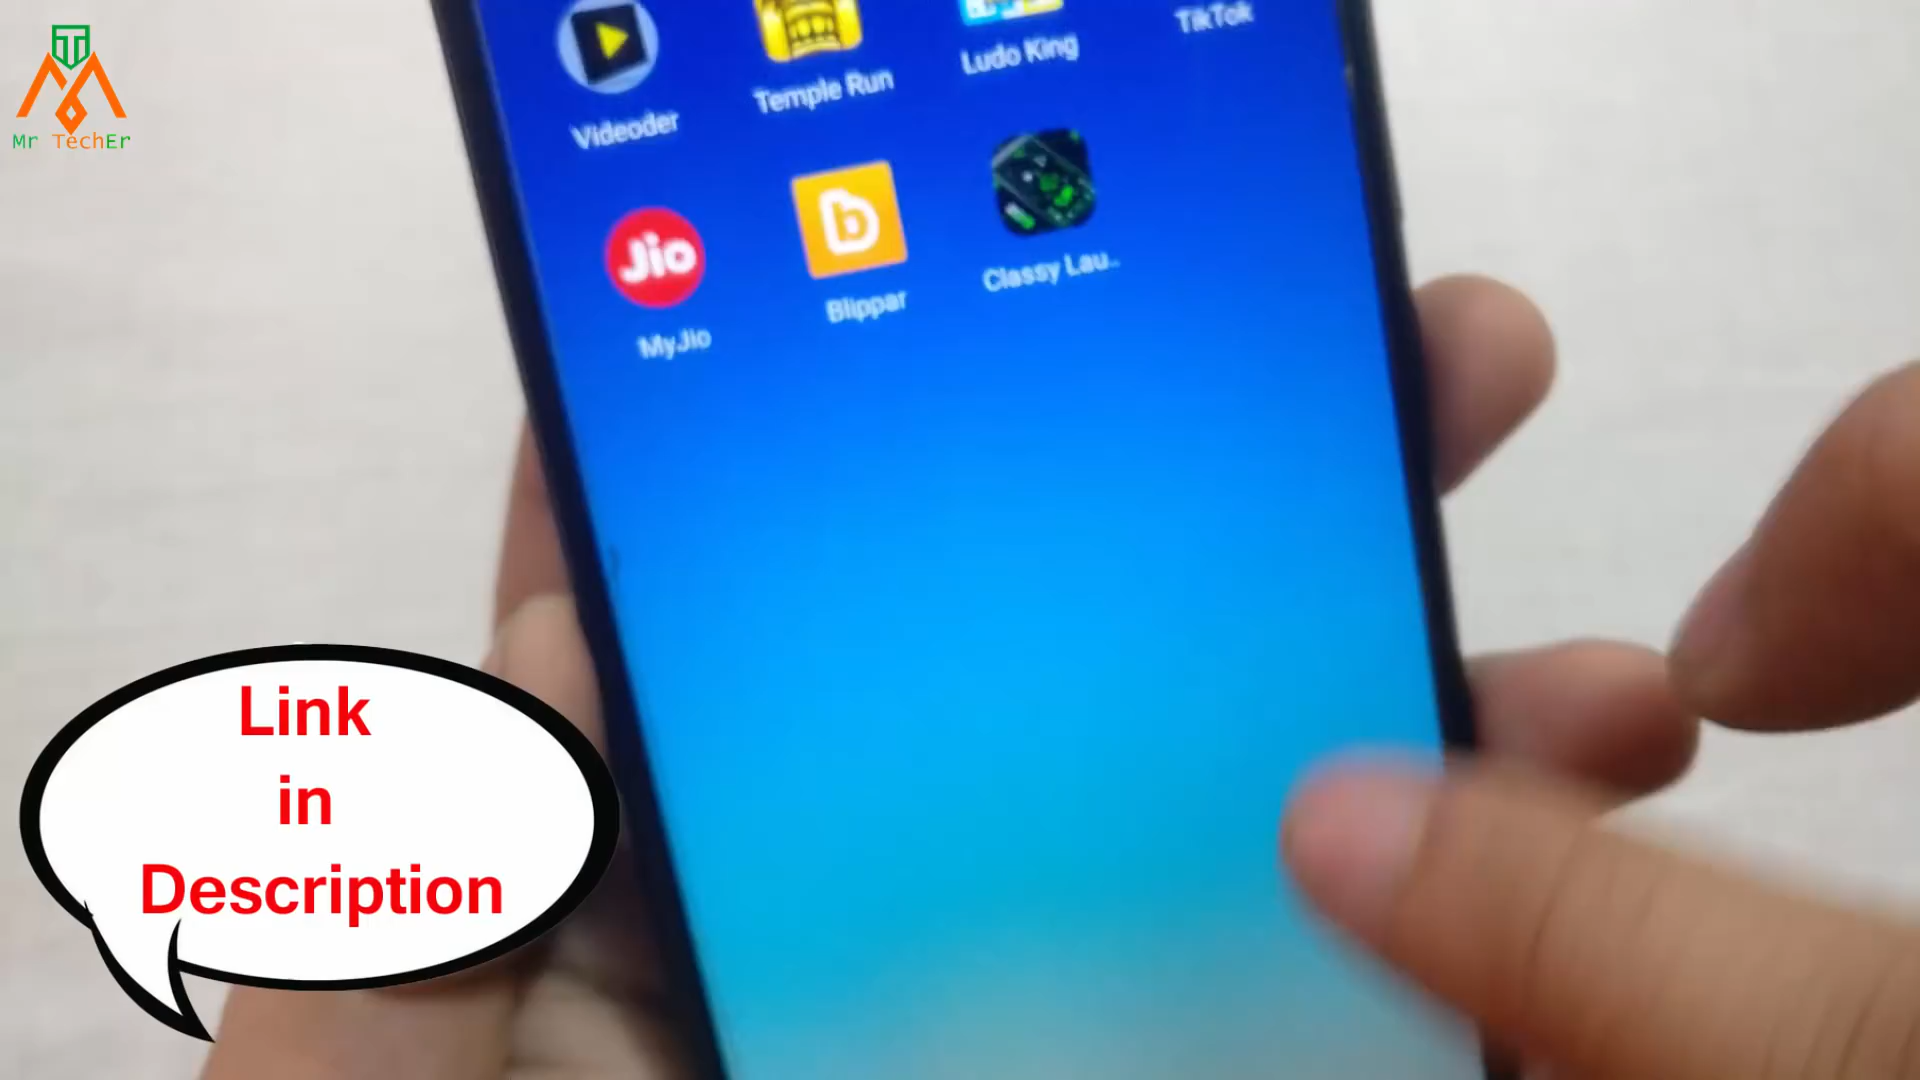 Mr TechEr
TikTok
Ludo King
Temple Run
Videoder
Jio
b
Classy Lau..
Blippar
MyJio
Link
in
Description